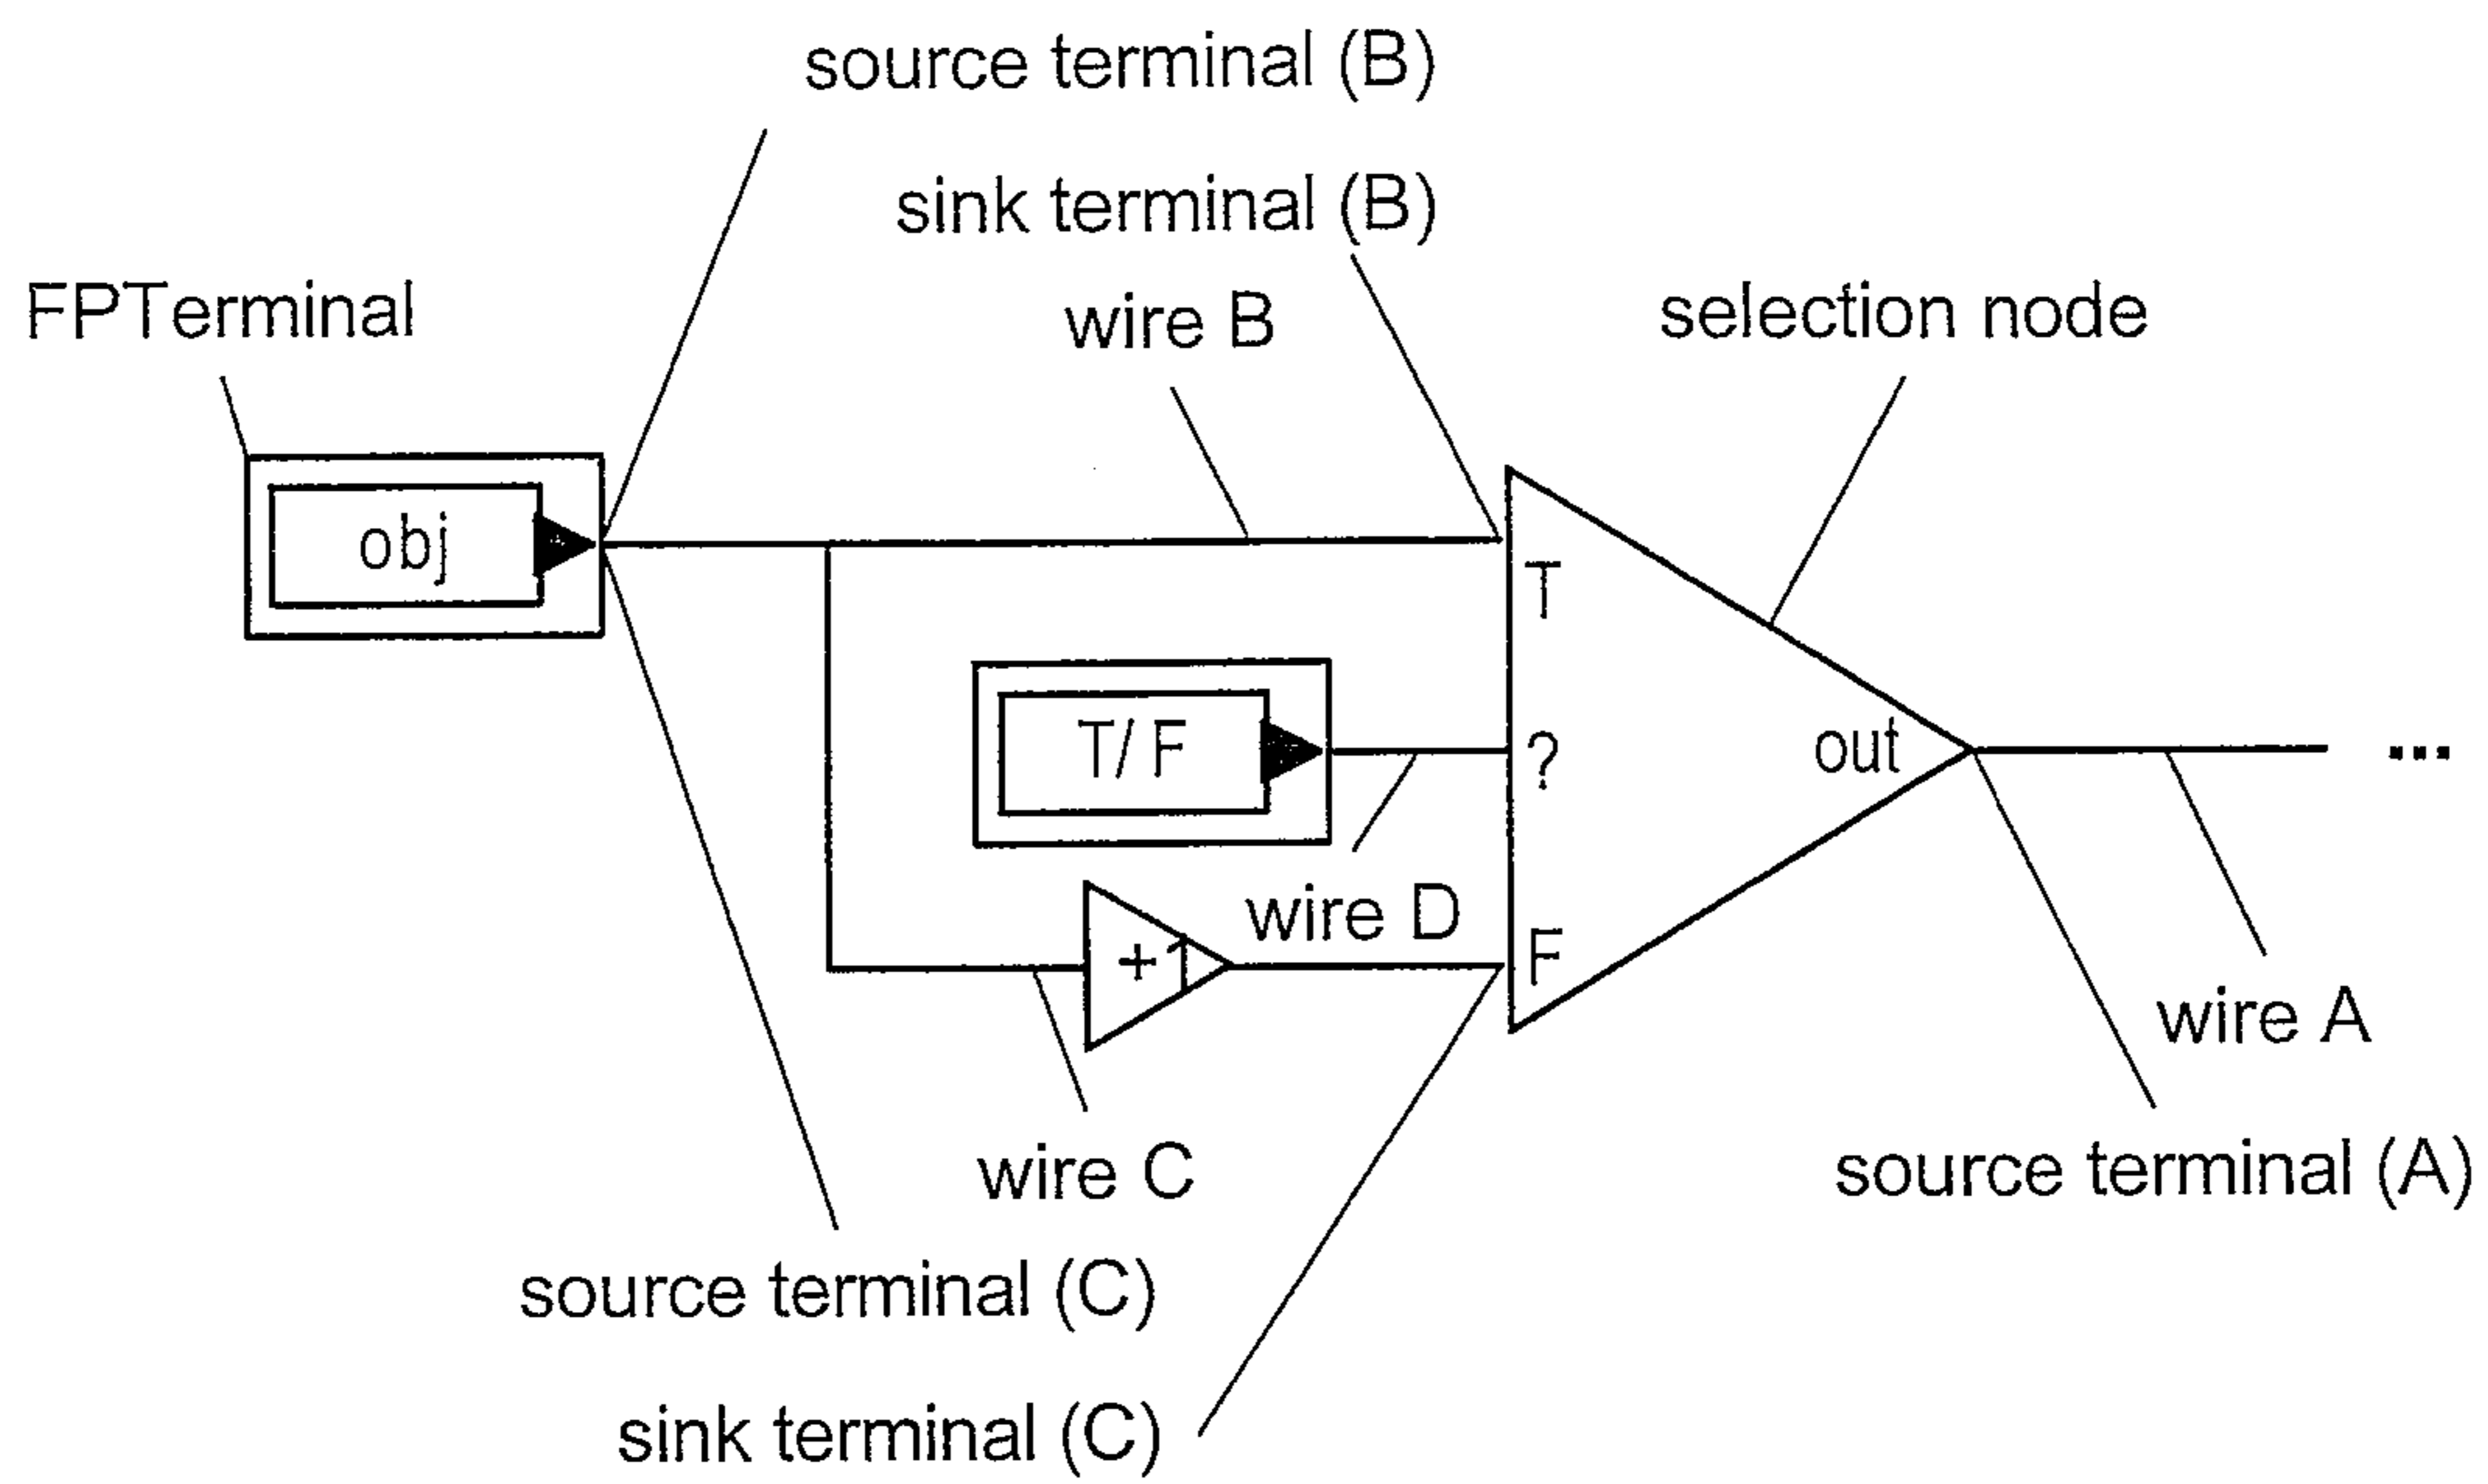 source terminal (B)
sink terminal (B)
FPTerminal
wire B
selection node
obj
T
T/F
?
out
...
wire D
F
+1
wire A
wire C
source terminal (A)
source terminal (C)
sink terminal (C)